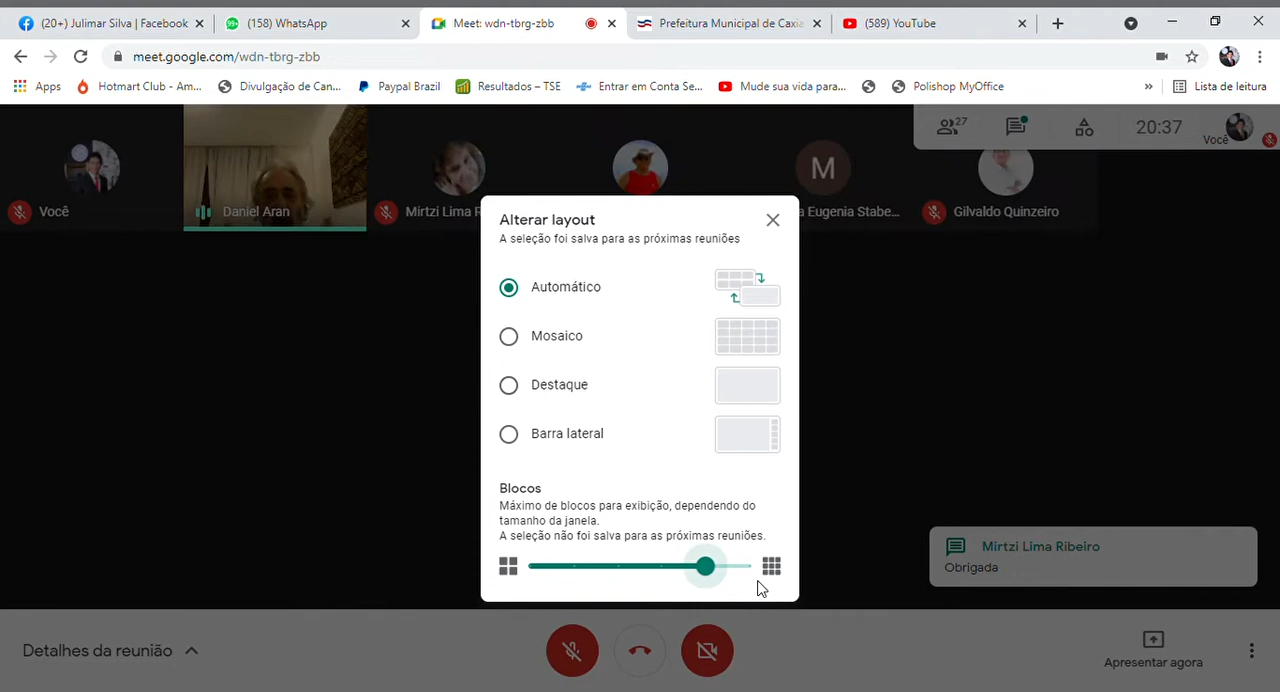 (20+) Julimar Silva | Facebook
(158) WhatsApp
Meet: wdn-tbrg-zbb
Prefeitura Municipal de Caxia
(589) YouTube
meet.google.com/wdn-tbrg-zbb
Apps
Hotmart Club - Am...
Divulgação de Can...
Paypal Brazil
Resultados – TSE
Entrar em Conta Se...
Mude sua vida para...
Polishop MyOffice
»
Lista de leitura
27
20:37
Você
Você
Daniel Aran
Mirtzi Lima R
M
a Eugenia Stabe...
Gilvaldo Quinzeiro
Alterar layout
A seleção foi salva para as próximas reuniões
Automático
Mosaico
Destaque
Barra lateral
Blocos
Máximo de blocos para exibição, dependendo do
tamanho da janela.
A seleção não foi salva para as próximas reuniões.
Mirtzi Lima Ribeiro
Obrigada
Detalhes da reunião
Apresentar agora